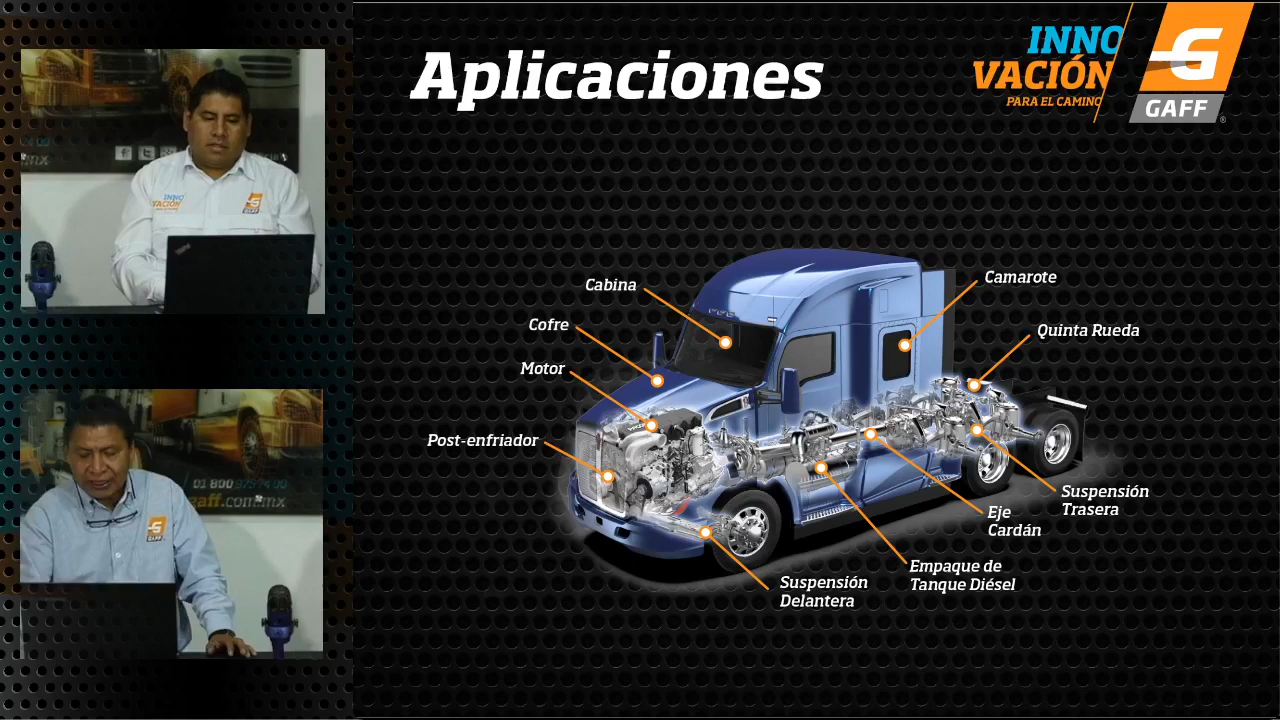 Aplicaciones
INNO
VACIÓN
PARA EL CAMINO
GAFF
®
Cabina
Cofre
Motor
Post-enfriador
Camarote
Quinta Rueda
Suspensión
Trasera
Eje
Cardán
Empaque de
Tanque Diésel
Suspensión
Delantera
.mx
INNO
VACIÓN
GAFF
01 800
gaff.com.mx
GAFF